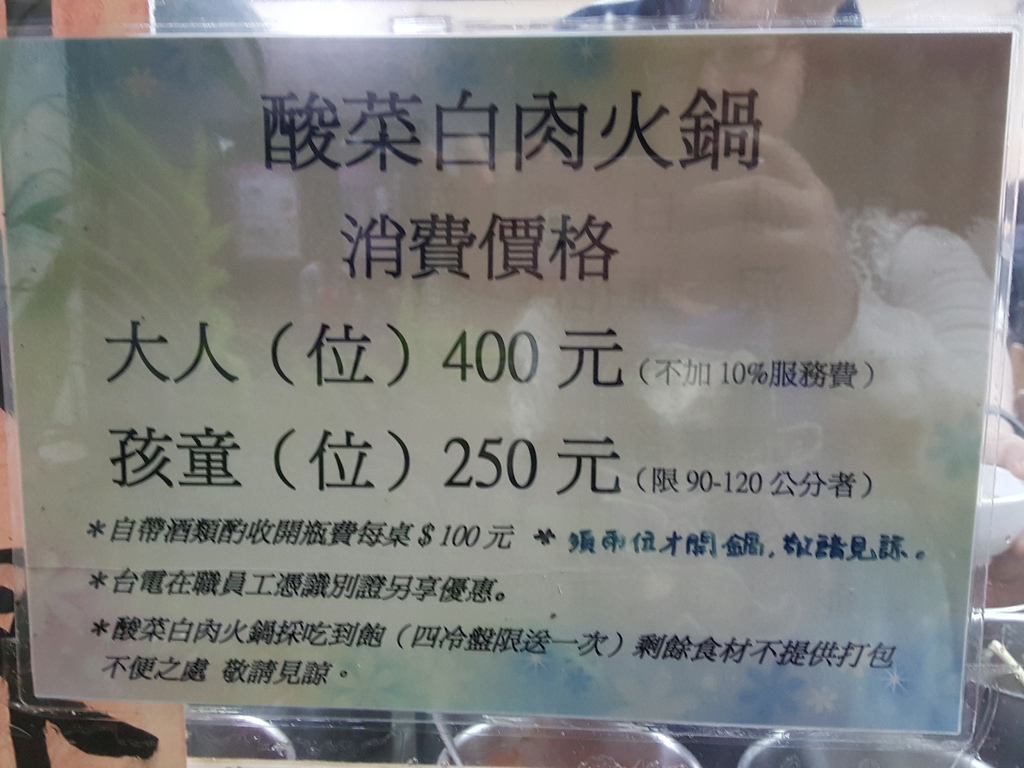 酸菜白肉火鍋
消費價格
大人（位）400 元（不加 10%服務費）
孩童（位）250 元（限 90-120 公分者）
＊自帶酒類酌收開瓶費每桌 $ 100 元 ＊ 須兩位才開鍋，敬請見諒。
＊台電在職員工憑識別證另享優惠。
＊酸菜白肉火鍋採吃到飽（四冷盤限送一次）剩餘食材不提供打包
不便之處 敬請見諒。